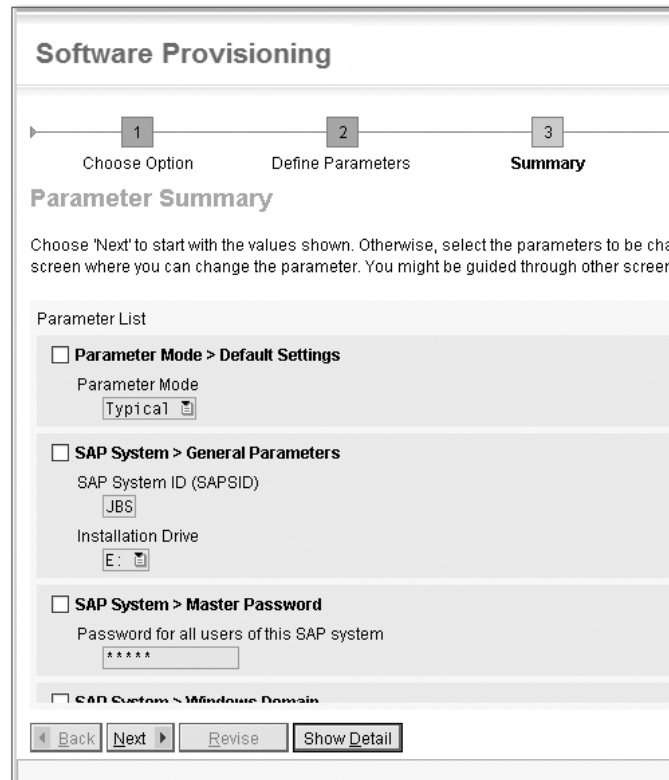 Software Provisioning
1 2 3
Choose Option Define Parameters Summary
Parameter Summary
Choose 'Next' to start with the values shown. Otherwise, select the parameters to be cha
screen where you can change the parameter. You might be guided through other screen
Parameter List
Parameter Mode > Default Settings
Parameter Mode
Typical
SAP System > General Parameters
SAP System ID (SAPSID)
JBS
Installation Drive
E:
SAP System > Master Password
Password for all users of this SAP system
*****
SAP System > Windows Domain
Back Next Revise Show Detail